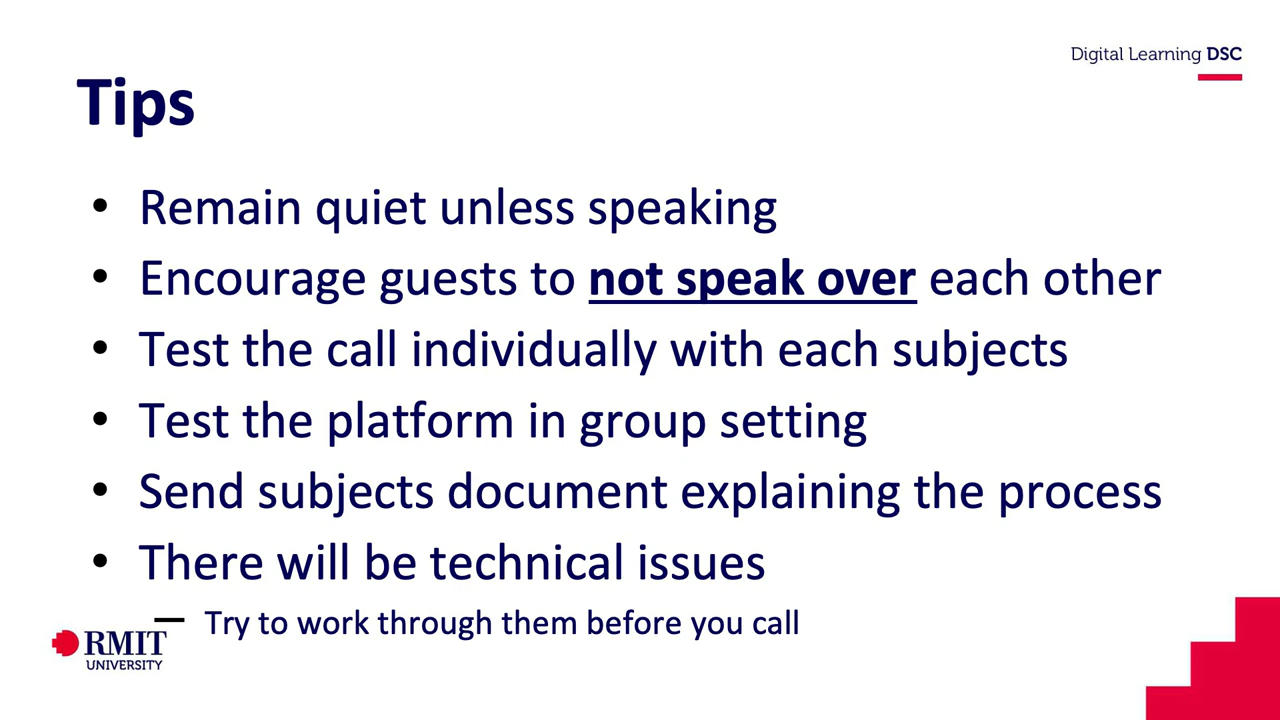 Digital Learning DSC
Tips
• Remain quiet unless speaking
• Encourage guests to not speak over each other
• Test the call individually with each subjects
• Test the platform in group setting
• Send subjects document explaining the process
• There will be technical issues
— Try to work through them before you call
RMIT
UNIVERSITY